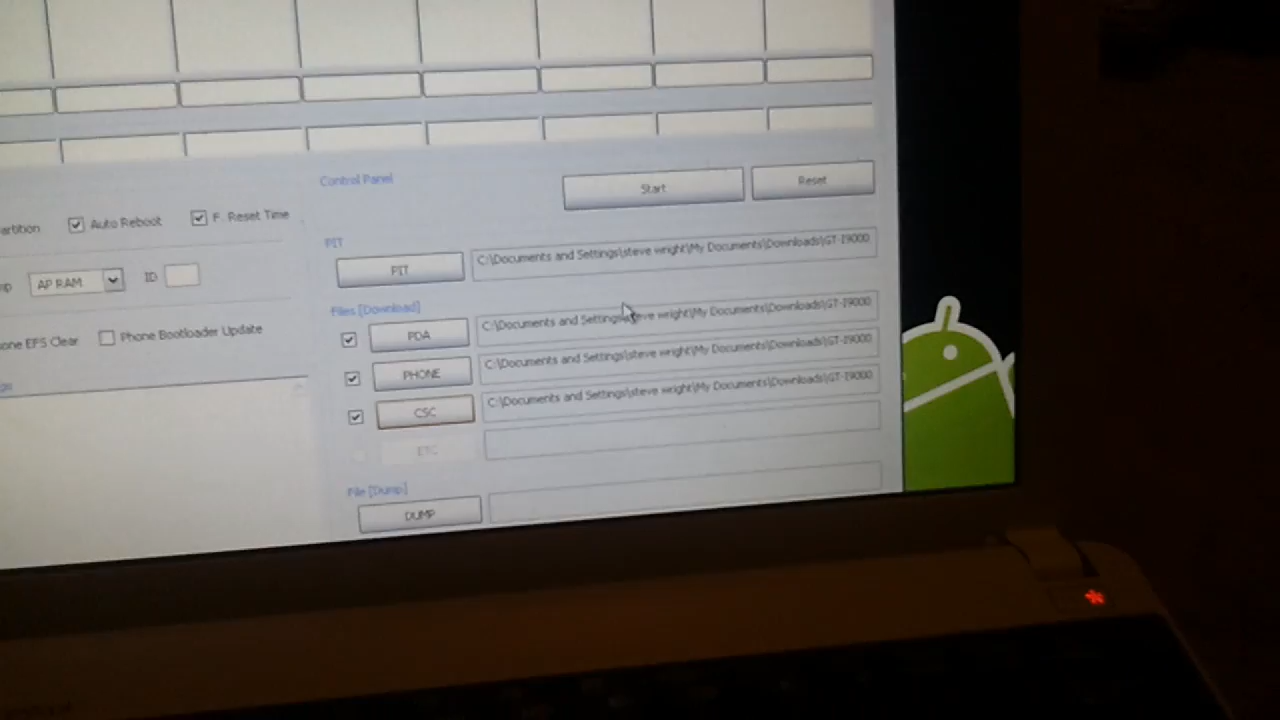 Control Panel
Start
Reset
artition
Auto Reboot
F. Reset Time
PIT
PIT
C:\Documents and Settings\steve wright\My Documents\Downloads\GT-I9000
AP RAM
ID
Files [Download]
one EFS Clear
Phone Bootloader Update
PDA
C:\Documents and Settings\steve wright\My Documents\Downloads\GT-I9000
PHONE
C:\Documents and Settings\steve wright\My Documents\Downloads\GT-I9000
CSC
C:\Documents and Settings\steve wright\My Documents\Downloads\GT-I9000
ETC
File [Dump]
DUMP